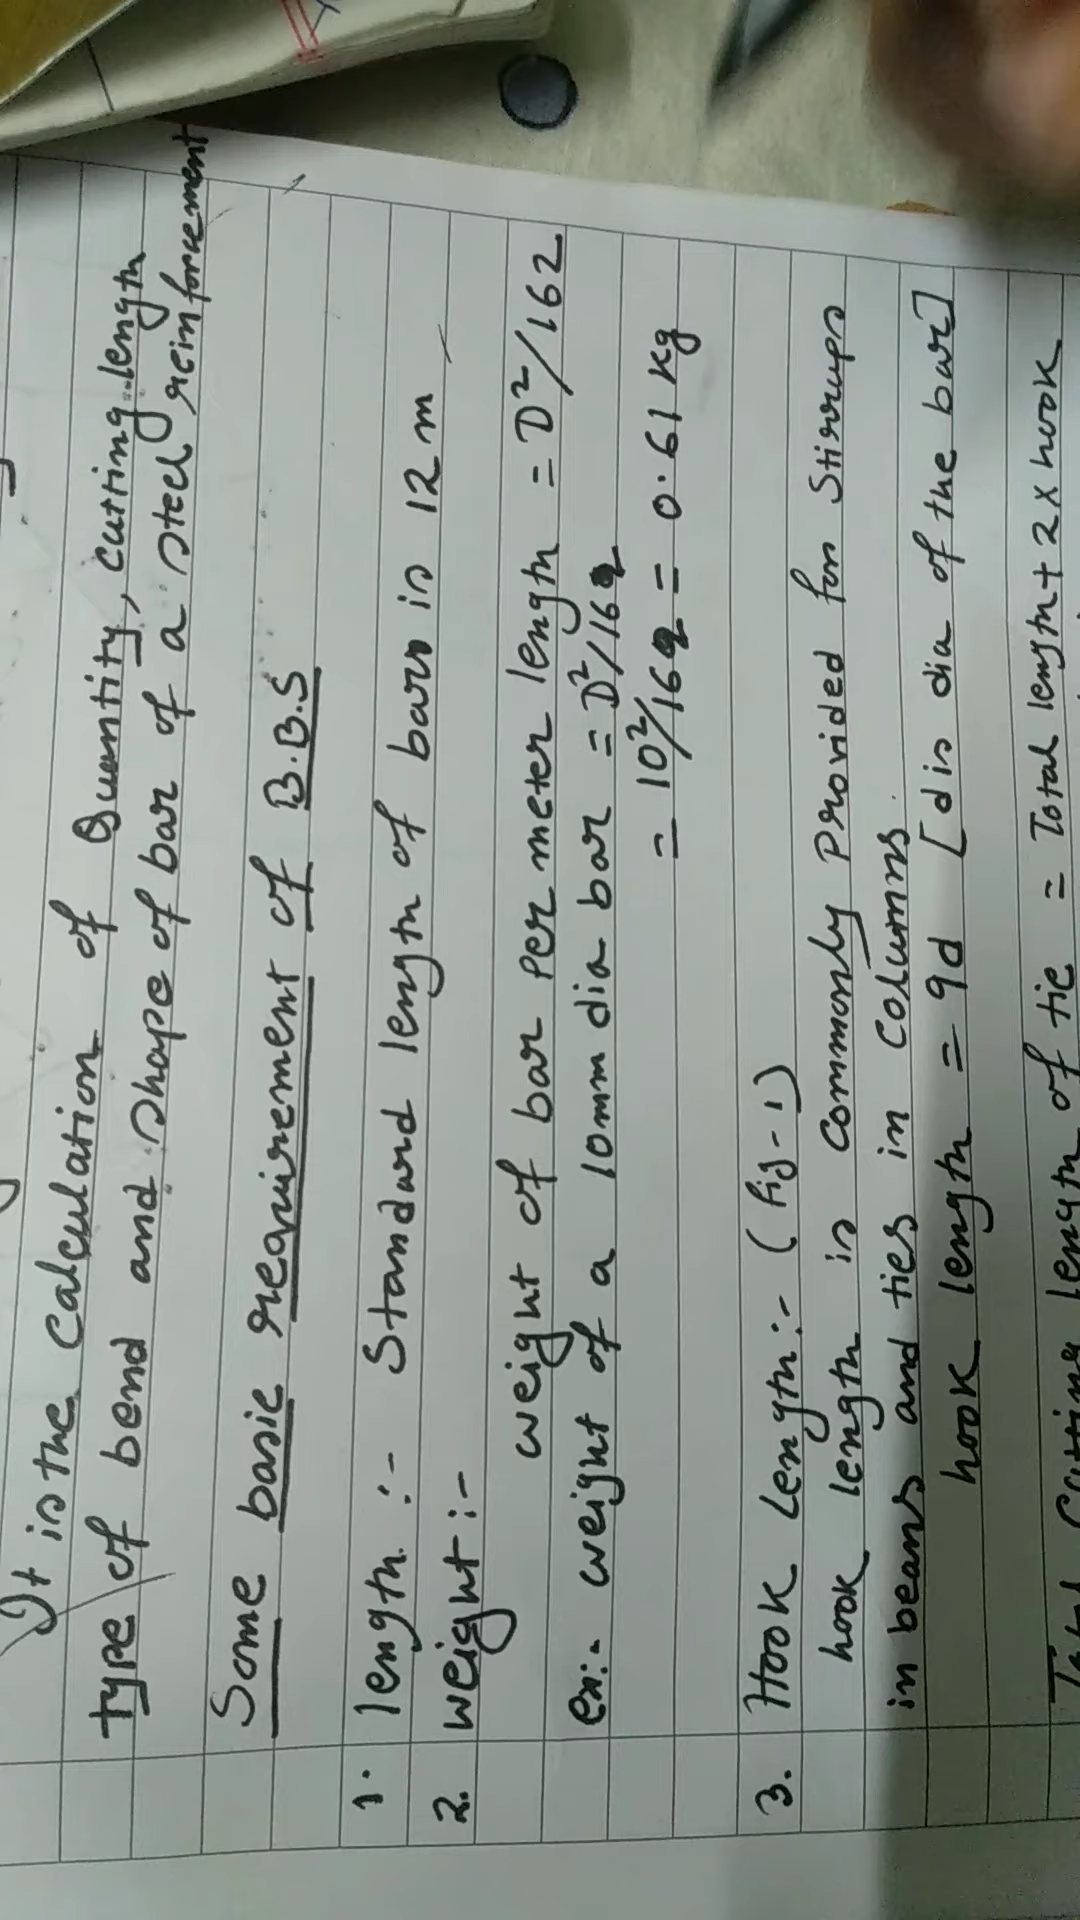 It is the calculation of Quantity, cutting length
type of bend and shape of bar of a steel reinforcement
Some basic requirement of B.B.S
1. length :- Standard length of bars is 12 m
2. weight :-
weight of bar per meter length = D²/162
ex:- weight of a 10mm dia bar = D²/162
= 10²/162 = 0.61 kg
3. Hook Length :- (fig-1)
hook length is commonly provided for Stirrups
in beams and ties in columns.
hook length = 9d [d is dia of the bar]
Total Cutting length of tie = Total length + 2 x hook